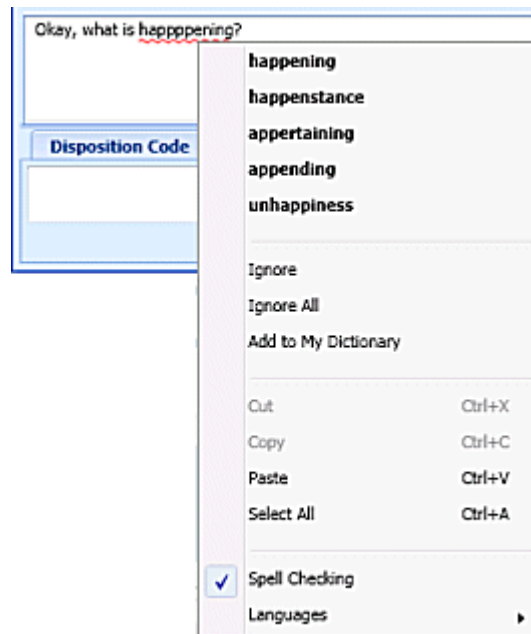 Okay, what is happppening?
happening
happenstance
appertaining
appending
unhappiness
Disposition Code
Ignore
Ignore All
Add to My Dictionary
Cut Ctrl+X
Copy Ctrl+C
Paste Ctrl+V
Select All Ctrl+A
Spell Checking
Languages